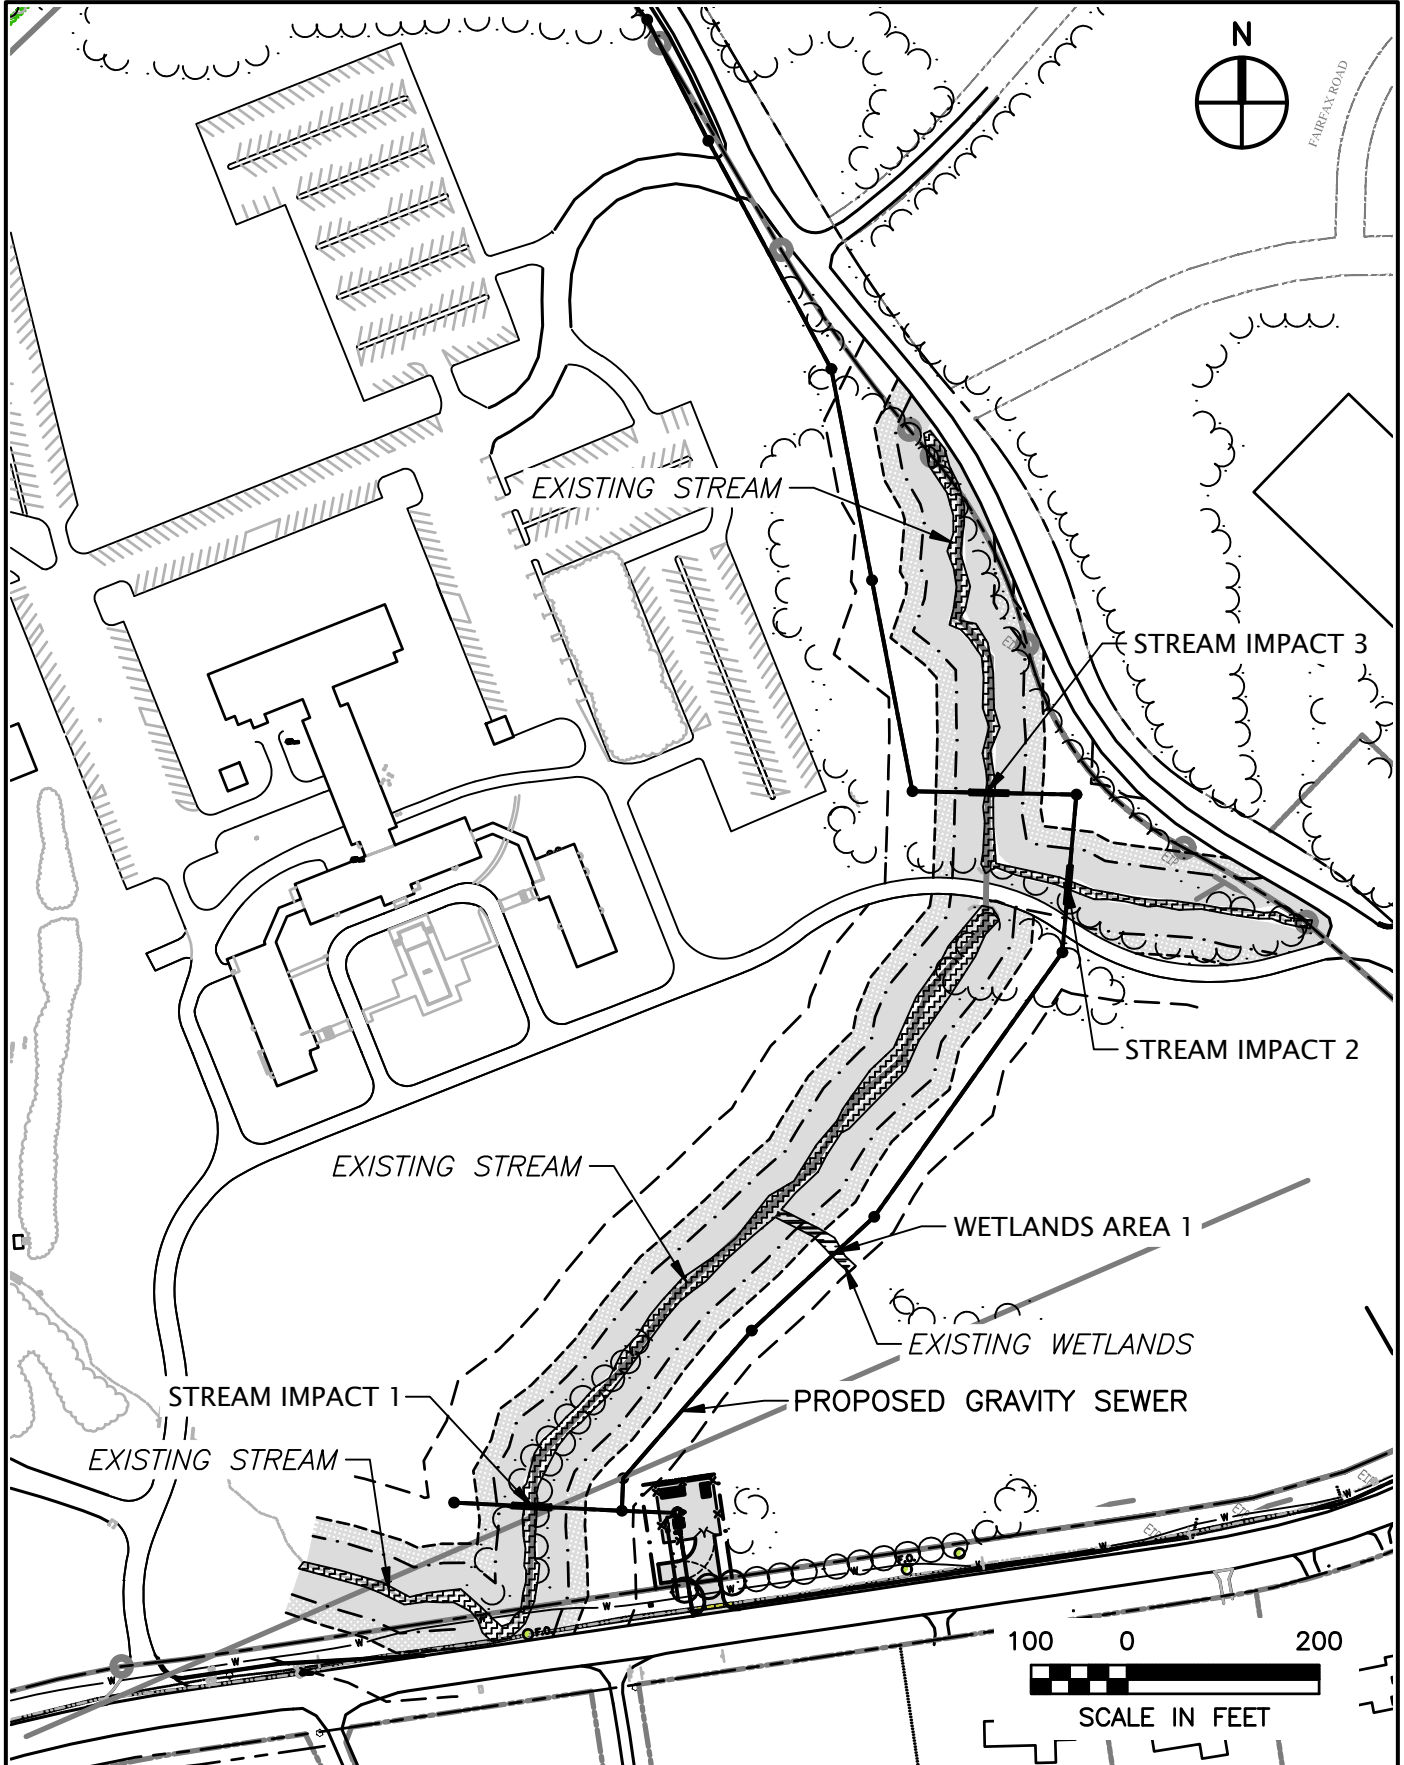 N
FAIRFAX ROAD
EXISTING STREAM
STREAM IMPACT 3
STREAM IMPACT 2
EXISTING STREAM
WETLANDS AREA 1
EXISTING WETLANDS
STREAM IMPACT 1
PROPOSED GRAVITY SEWER
EXISTING STREAM
W
W
W
W
W
W
W
W
W
F.O.
F.O.
100 0 200
SCALE IN FEET